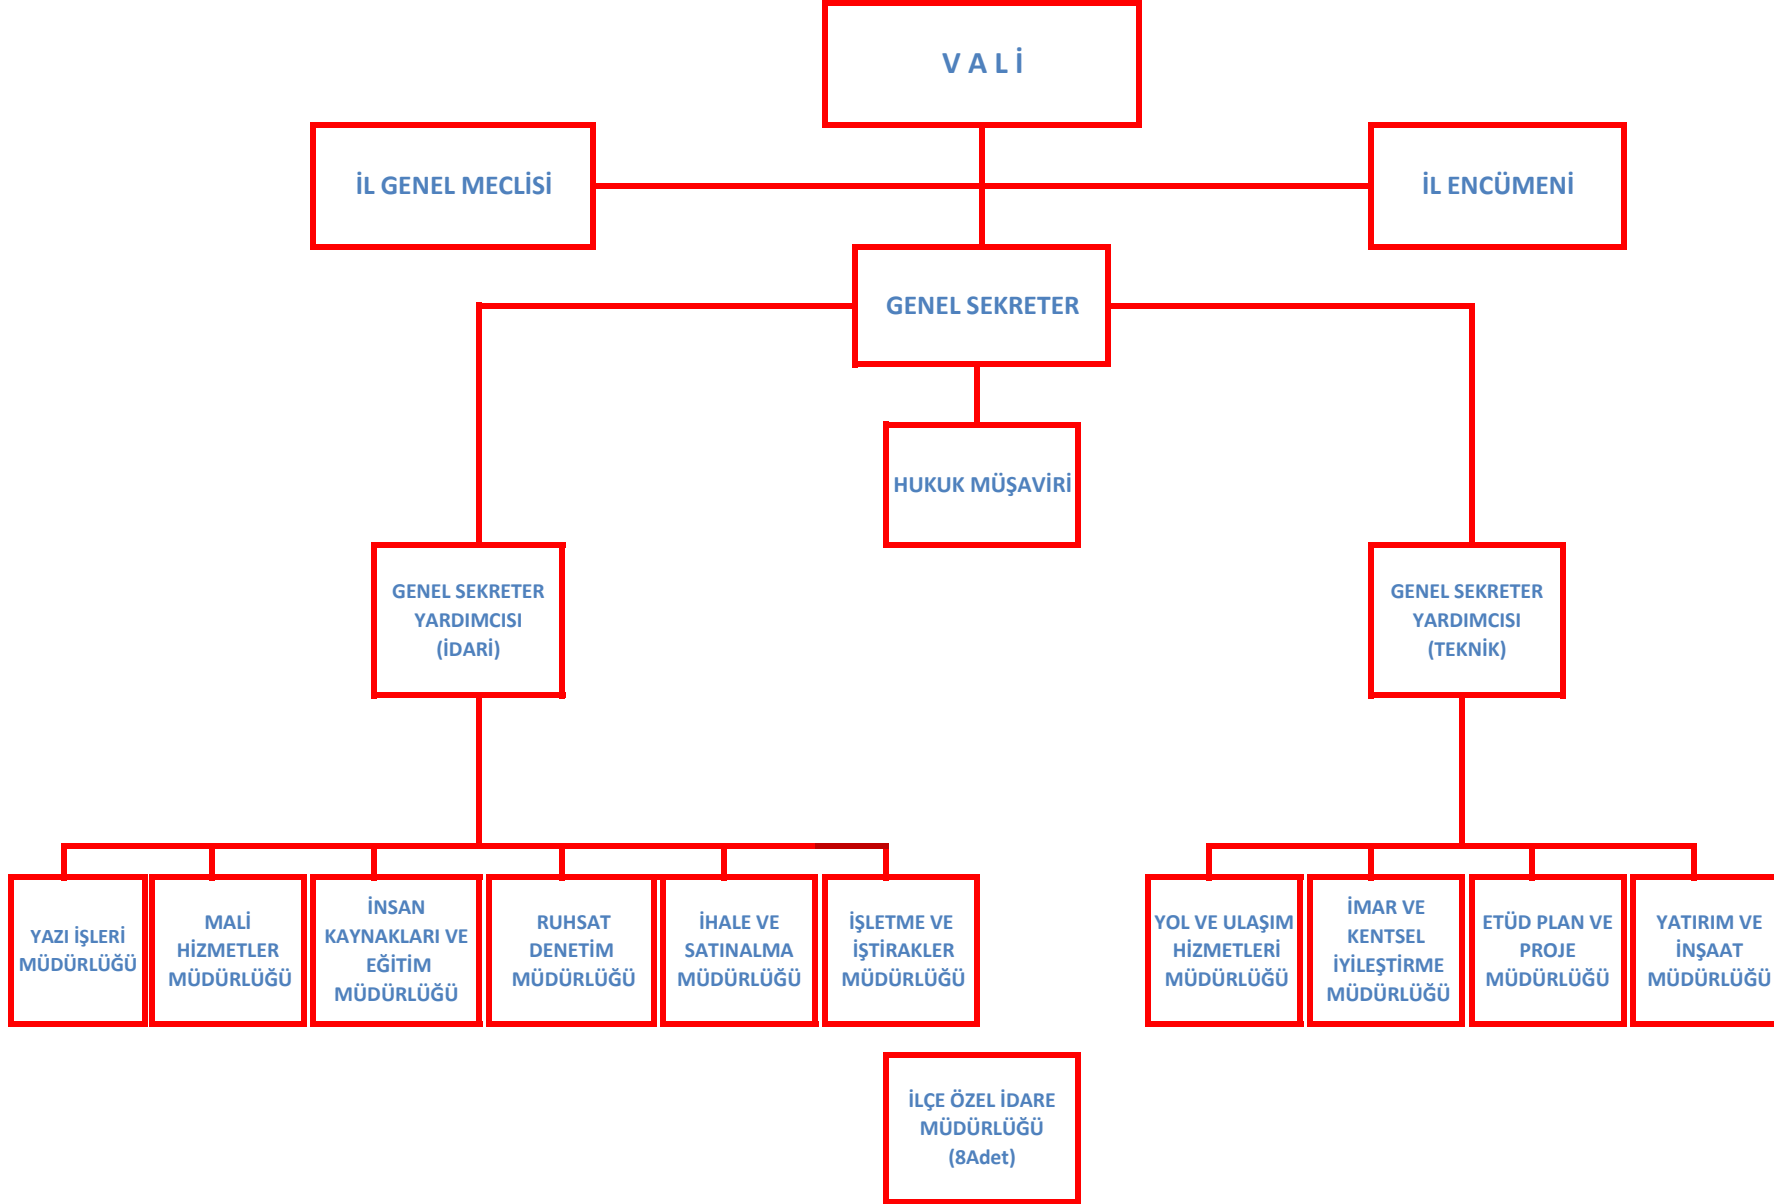 V A L İ
İL GENEL MECLİSİ
İL ENCÜMENİ
GENEL SEKRETER
HUKUK MÜŞAVİRİ
GENEL SEKRETER
YARDIMCISI
(İDARİ)
GENEL SEKRETER
YARDIMCISI
(TEKNİK)
YAZI İŞLERİ
MÜDÜRLÜĞÜ
MALİ
HİZMETLER
MÜDÜRLÜĞÜ
İNSAN
KAYNAKLARI VE
EĞİTİM
MÜDÜRLÜĞÜ
RUHSAT
DENETİM
MÜDÜRLÜĞÜ
İHALE VE
SATINALMA
MÜDÜRLÜĞÜ
İŞLETME VE
İŞTİRAKLER
MÜDÜRLÜĞÜ
YOL VE ULAŞIM
HİZMETLERİ
MÜDÜRLÜĞÜ
İMAR VE
KENTSEL
İYİLEŞTİRME
MÜDÜRLÜĞÜ
ETÜD PLAN VE
PROJE
MÜDÜRLÜĞÜ
YATIRIM VE
İNŞAAT
MÜDÜRLÜĞÜ
İLÇE ÖZEL İDARE
MÜDÜRLÜĞÜ
(8Adet)